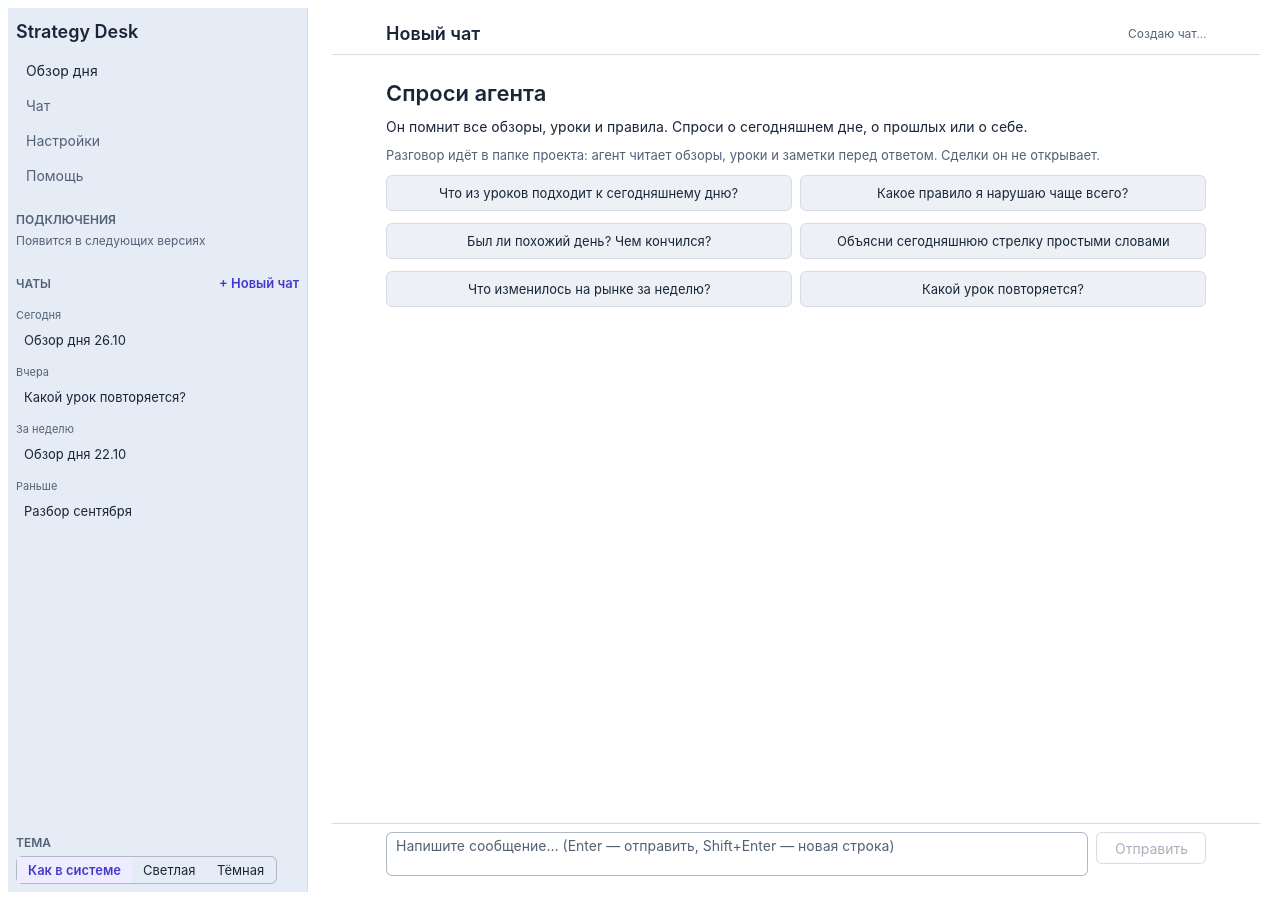 Strategy Desk
Обзор дня
Чат
Настройки
Помощь
ПОДКЛЮЧЕНИЯ
Появится в следующих версиях
ЧАТЫ
+ Новый чат
Сегодня
Обзор дня 26.10
Вчера
Какой урок повторяется?
За неделю
Обзор дня 22.10
Раньше
Разбор сентября
ТЕМА
Как в системе
Светлая
Тёмная
Новый чат
Создаю чат…
Спроси агента
Он помнит все обзоры, уроки и правила. Спроси о сегодняшнем дне, о прошлых или о себе.
Разговор идёт в папке проекта: агент читает обзоры, уроки и заметки перед ответом. Сделки он не открывает.
Что из уроков подходит к сегодняшнему дню?
Какое правило я нарушаю чаще всего?
Был ли похожий день? Чем кончился?
Объясни сегодняшнюю стрелку простыми словами
Что изменилось на рынке за неделю?
Какой урок повторяется?
Напишите сообщение… (Enter — отправить, Shift+Enter — новая строка)
Отправить